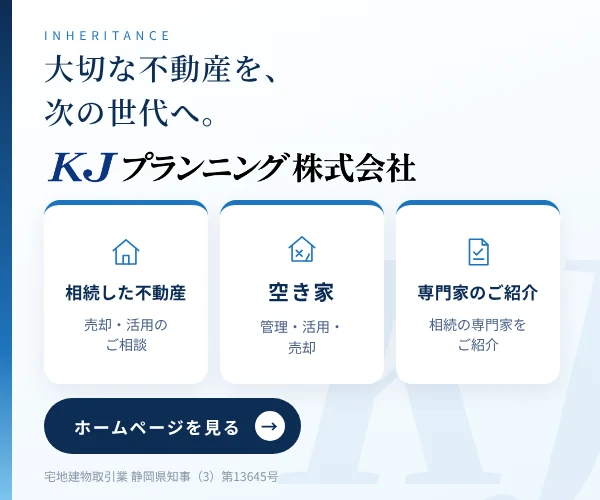 INHERITANCE
大切な不動産を、
次の世代へ。
KJプランニング株式会社
相続した不動産
売却・活用の
ご相談
空き家
管理・活用・
売却
専門家のご紹介
相続の専門家を
ご紹介
ホームページを見る
宅地建物取引業 静岡県知事（3）第13645号